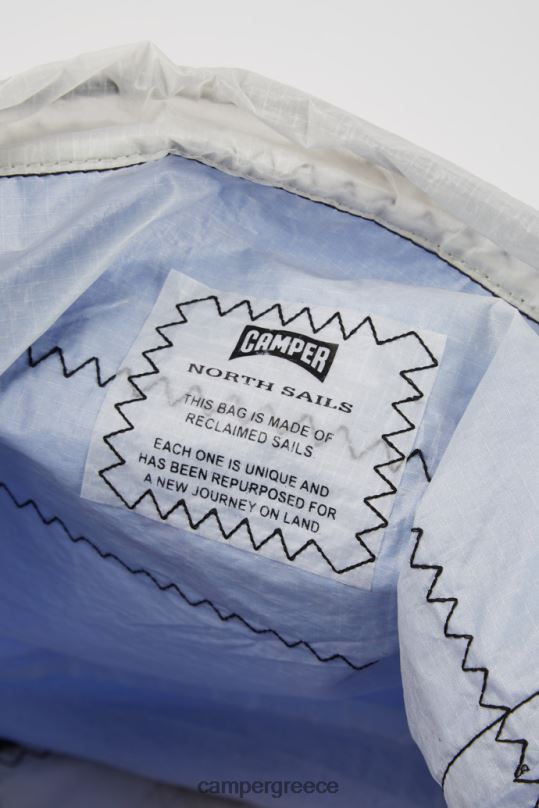 CAMPER
NORTH SAILS
THIS BAG IS MADE OF
RECLAIMED SAILS
EACH ONE IS UNIQUE AND
HAS BEEN REPURPOSED FOR
A NEW JOURNEY ON LAND
campergreece